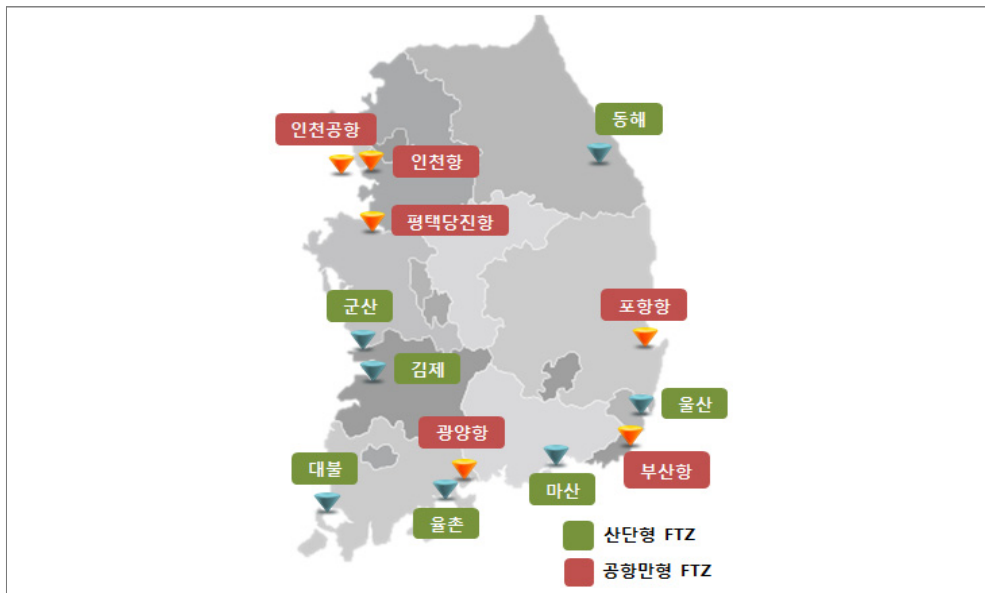 동해
인천공항
인천항
평택당진항
군산
포항항
김제
울산
광양항
대불
부산항
마산
율촌
산단형 FTZ
공항만형 FTZ